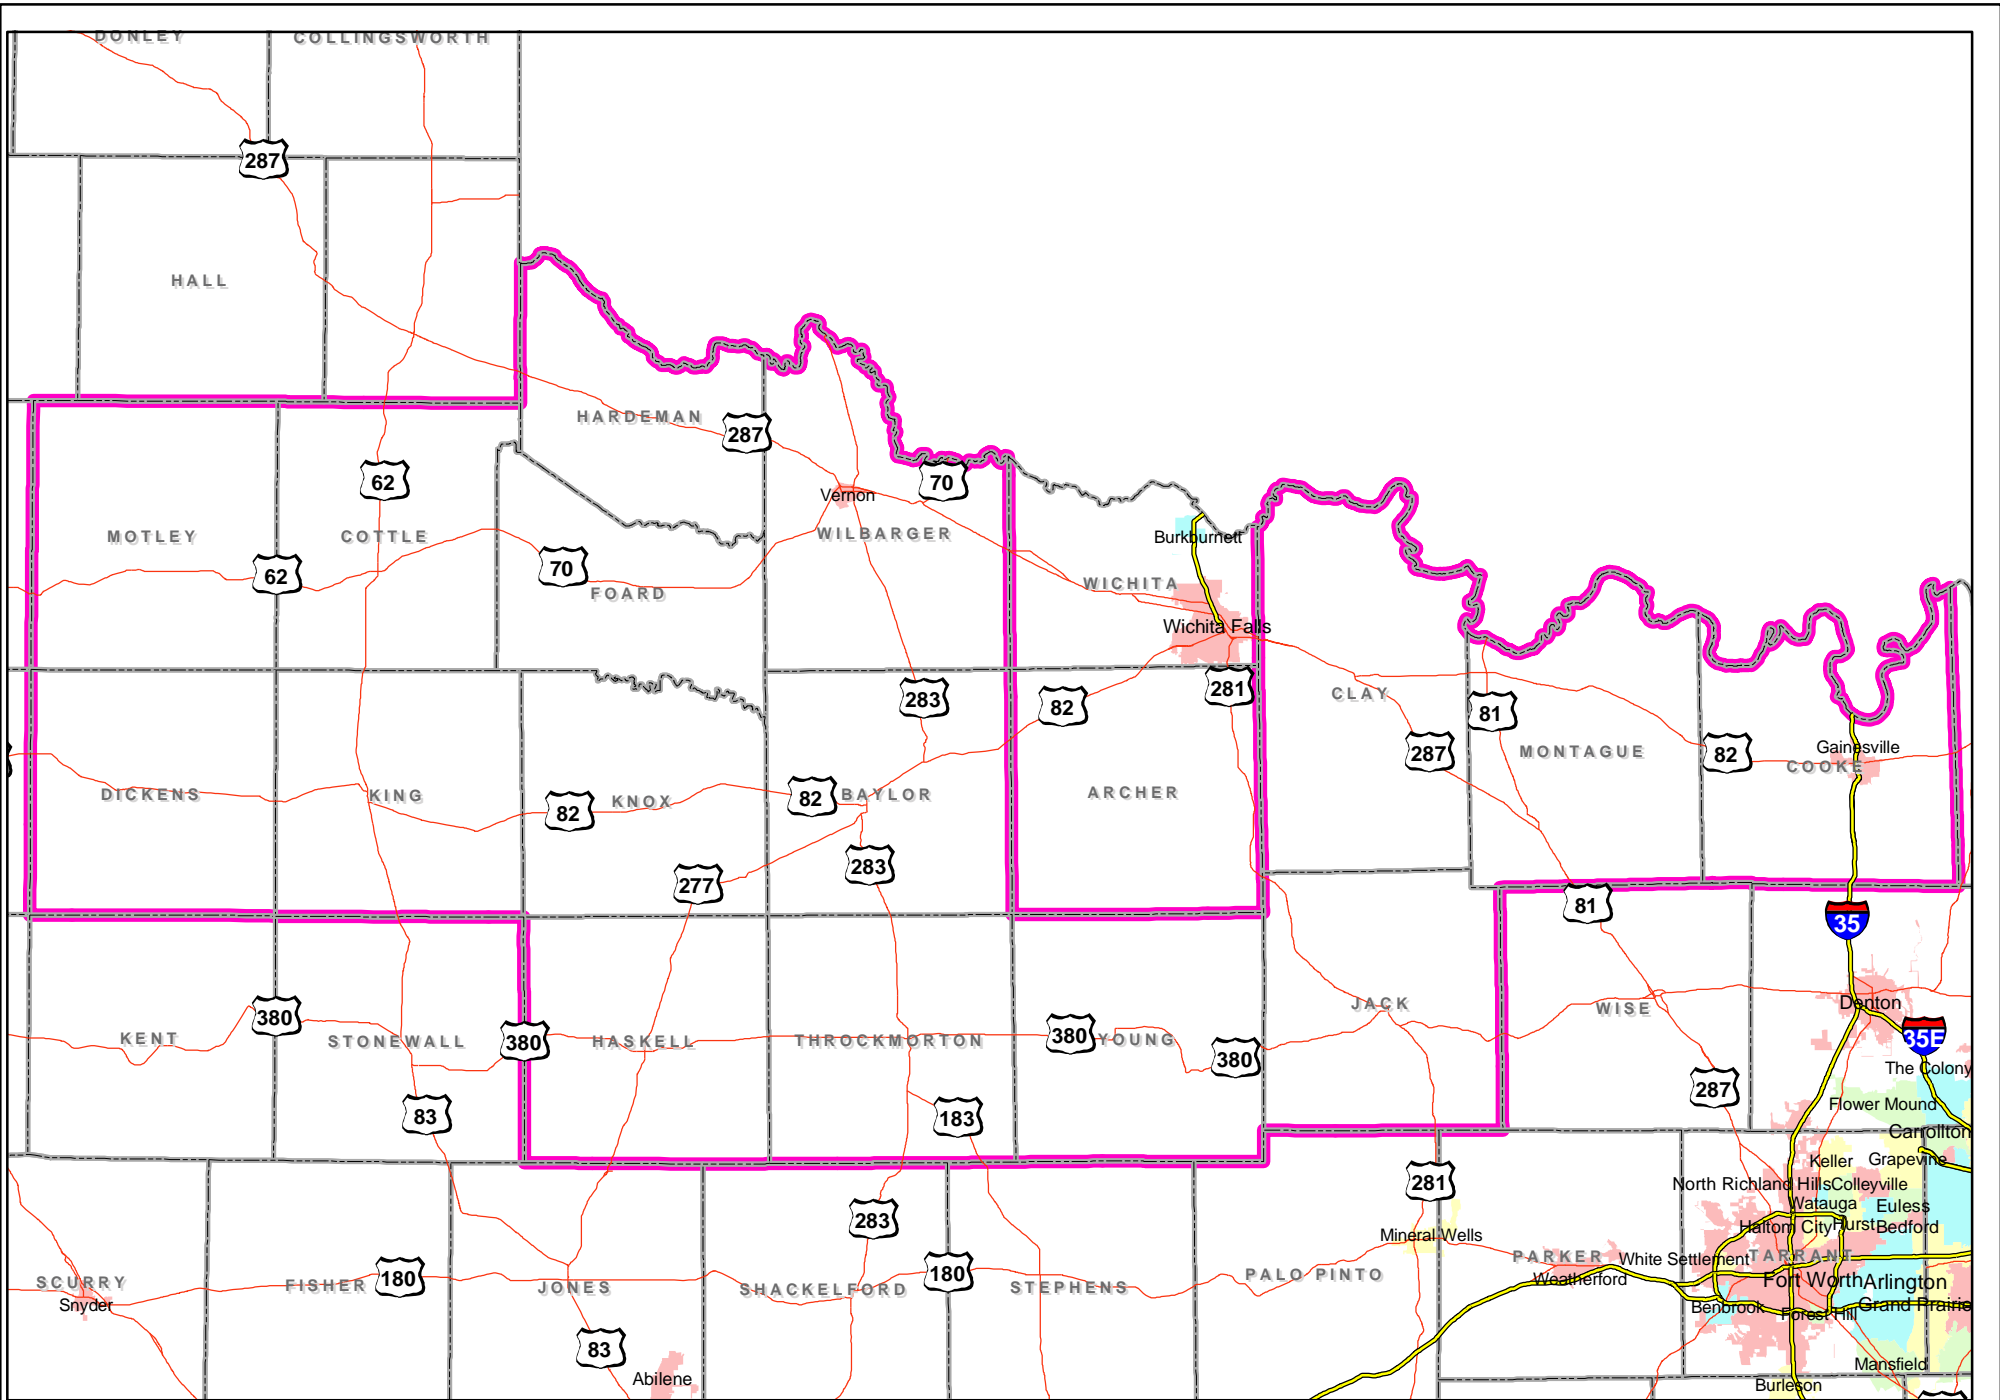 DONLEY
COLLINGSWORTH
287
HALL
HARDEMAN
287
62
Vernon
70
MOTLEY
COTTLE
WILBARGER
Burkburnett
62
70
FOARD
WICHITA
Wichita Falls
283
82
281
CLAY
81
287
MONTAGUE
82
Gainesville
COOKE
DICKENS
KING
82
KNOX
82
BAYLOR
ARCHER
283
277
81
35
380
KENT
STONEWALL
380
HASKELL
THROCKMORTON
380
YOUNG
380
JACK
WISE
Denton
35E
The Colony
83
183
287
Flower Mound
Carrollton
Keller
Grapevine
281
North Richland Hills
Colleyville
Watauga
Euless
283
Haltom City
Hurst
Bedford
Mineral Wells
SCURRY
Snyder
FISHER
180
JONES
SHACKELFORD
180
STEPHENS
PALO PINTO
PARKER
Weatherford
White Settlement
TARRANT
Fort Worth
Arlington
Benbrook
Forest Hill
Grand Prairie
83
Abilene
Mansfield
Burleson